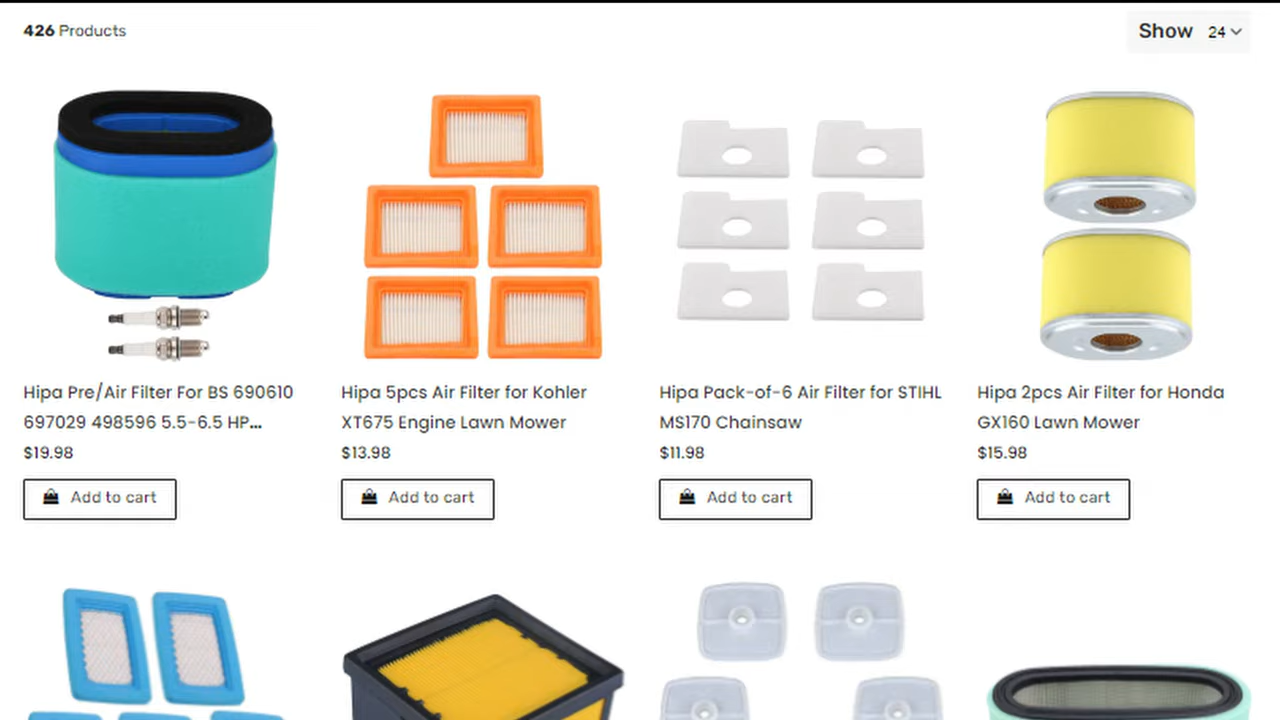 426 Products
Show 24
Hipa Pre/Air Filter For BS 690610
697029 498596 5.5-6.5 HP...
$19.98
Add to cart
Hipa 5pcs Air Filter for Kohler
XT675 Engine Lawn Mower
$13.98
Add to cart
Hipa Pack-of-6 Air Filter for STIHL
MS170 Chainsaw
$11.98
Add to cart
Hipa 2pcs Air Filter for Honda
GX160 Lawn Mower
$15.98
Add to cart